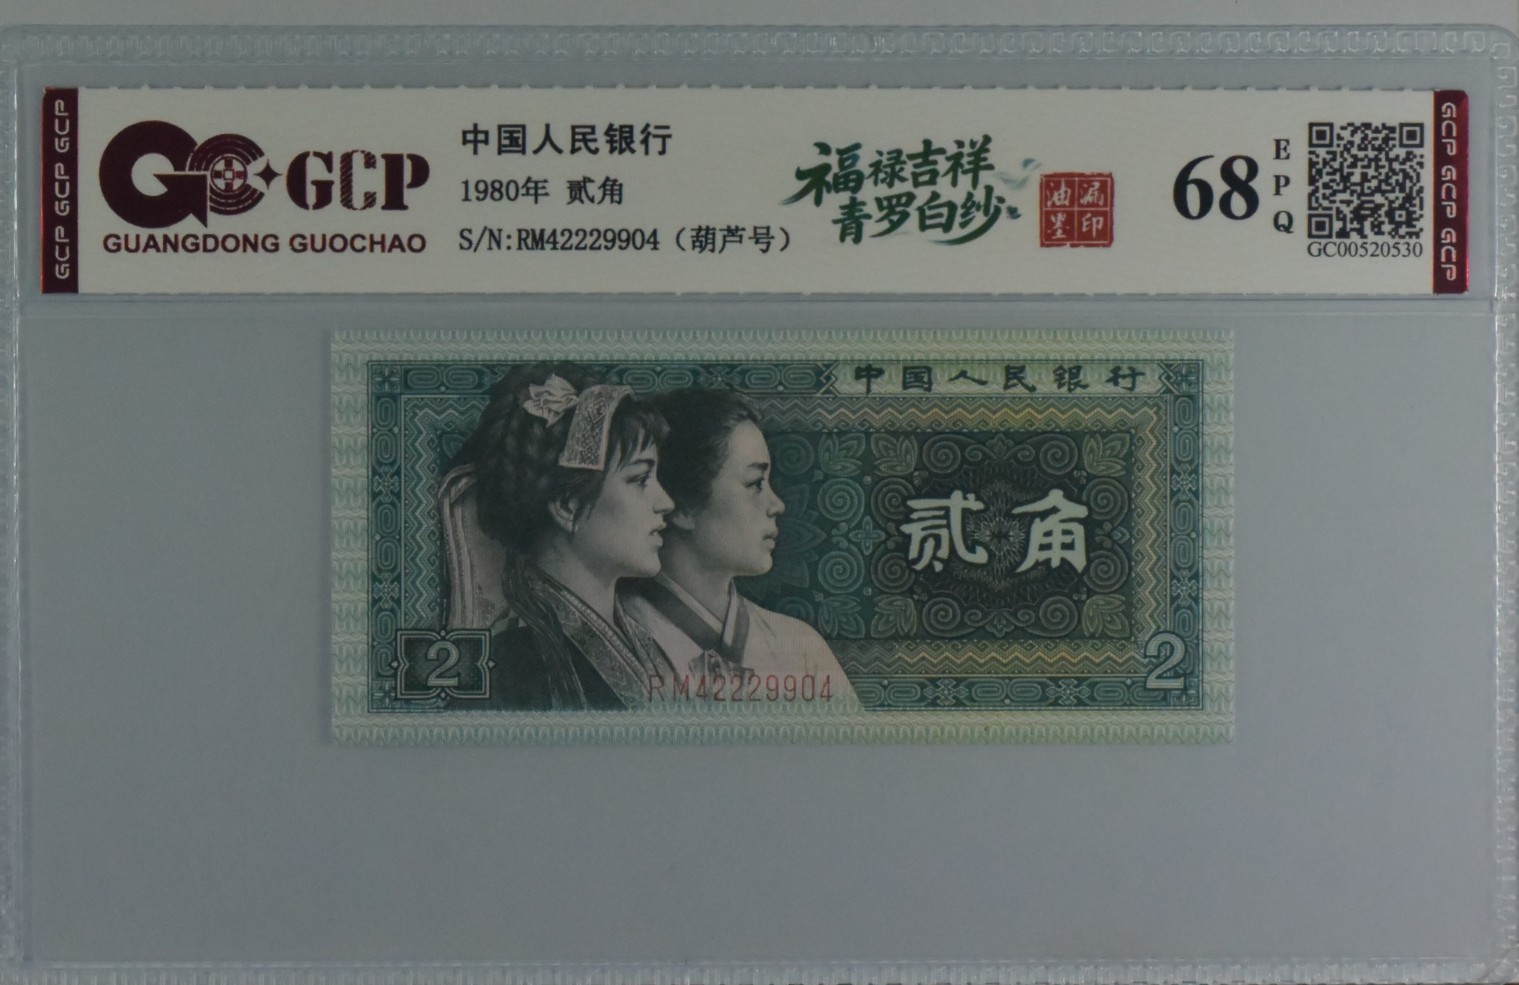 GCP GCP GCP
GCP
GUANGDONG GUOCHAO
中国人民银行
1980年 贰角
S/N:RM42229904（葫芦号）
福禄吉祥
青罗白纱
油漏
墨印
68
EPQ
GC00520530
GCP GCP GCP
中国人民银行
贰角
2
2
RM42229904